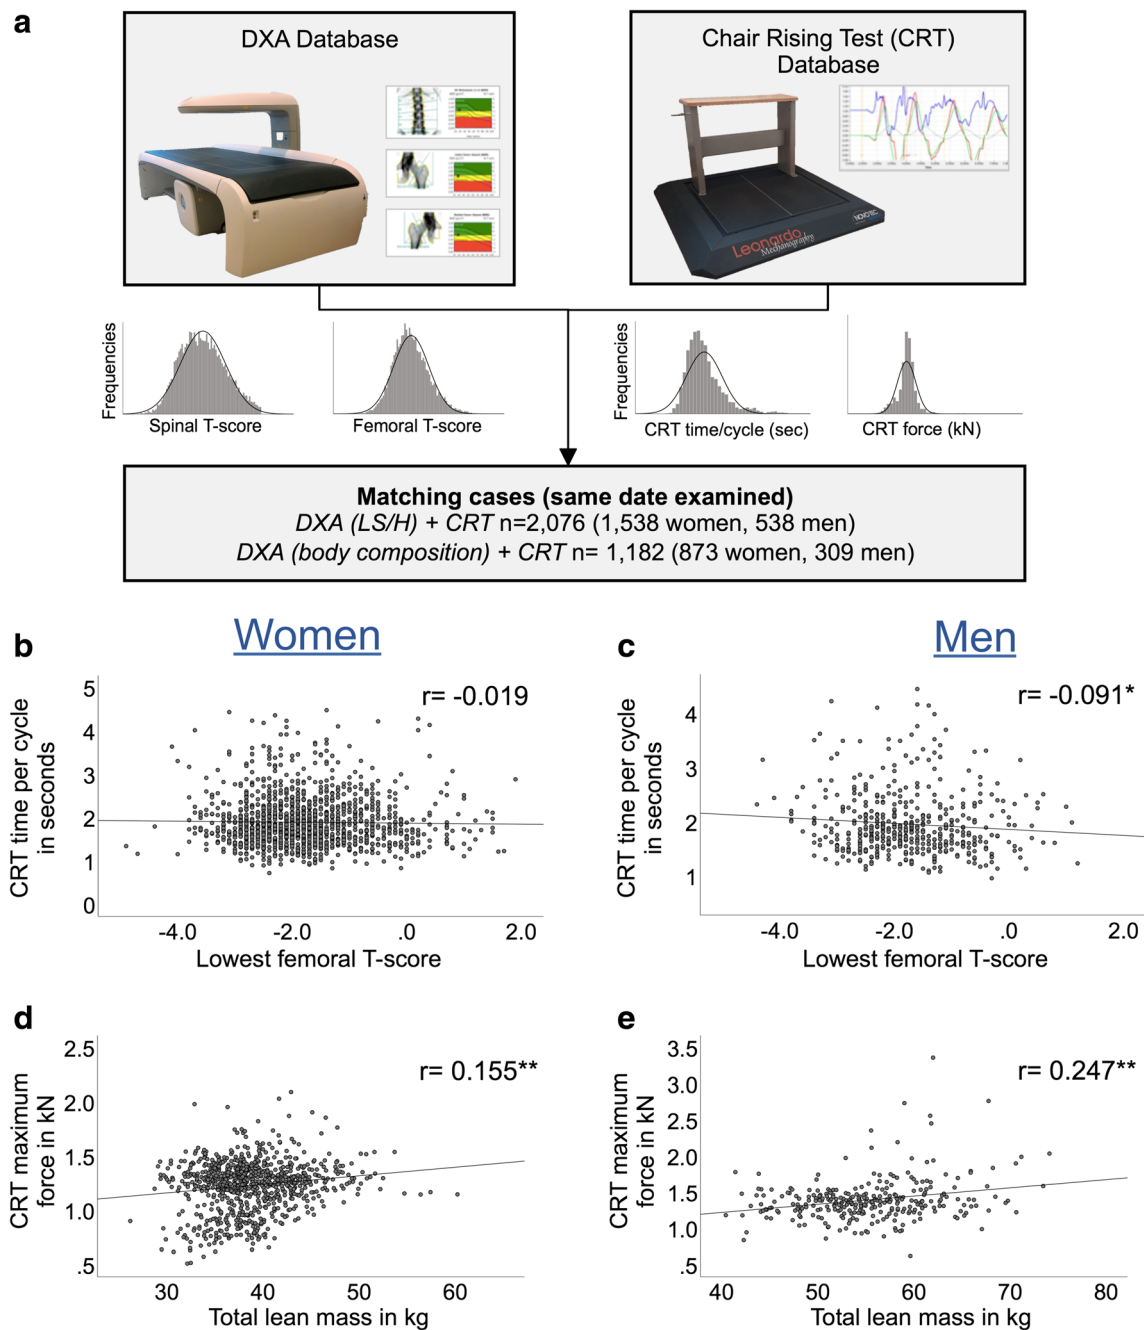 a
DXA Database
Chair Rising Test (CRT)
Database
Leonardo
Mechanography
NOVOTEC
Frequencies
Spinal T-score
Femoral T-score
Frequencies
CRT time/cycle (sec)
CRT force (kN)
Matching cases (same date examined)
DXA (LS/H) + CRT n=2,076 (1,538 women, 538 men)
DXA (body composition) + CRT n= 1,182 (873 women, 309 men)
b
Women
r= -0.019
CRT time per cycle
in seconds
5
4
3
2
1
0
-4.0 -2.0 .0 2.0
Lowest femoral T-score
c
Men
r= -0.091*
CRT time per cycle
in seconds
4
3
2
1
-4.0 -2.0 .0 2.0
Lowest femoral T-score
d
r= 0.155**
CRT maximum
force in kN
2.5
2.0
1.5
1.0
.5
30 40 50 60
Total lean mass in kg
e
r= 0.247**
CRT maximum
force in kN
3.5
3.0
2.5
2.0
1.5
1.0
.5
40 50 60 70 80
Total lean mass in kg